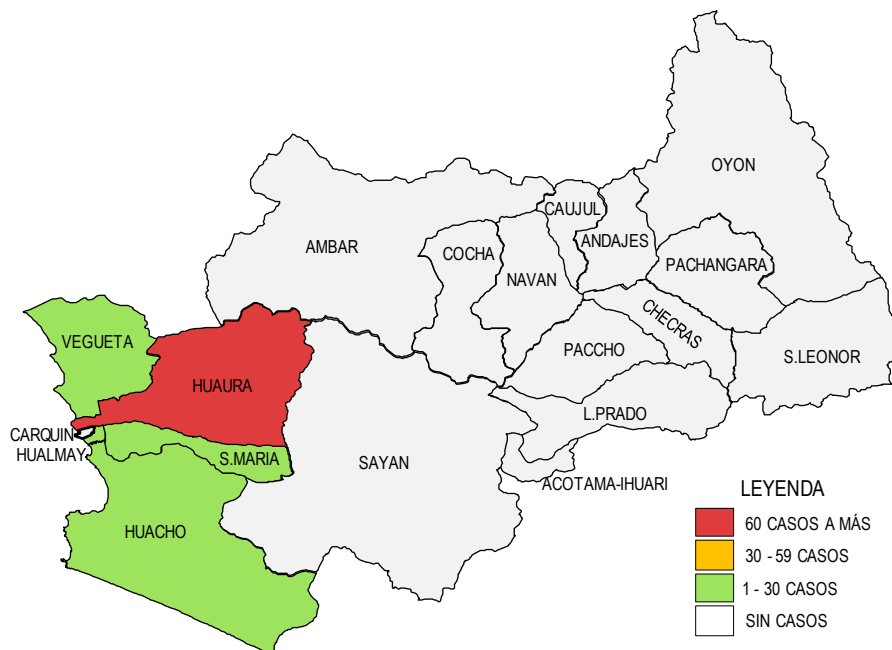 OYON
CAUJUL
AMBAR
COCHA
ANDAJES
NAVAN
PACHANGARA
CHECRAS
VEGUETA
PACCHO
S.LEONOR
HUAURA
L.PRADO
CARQUIN
HUALMAY
S.MARIA
SAYAN
ACOTAMA-IHUARI
HUACHO
LEYENDA
60 CASOS A MÁS
30 - 59 CASOS
1 - 30 CASOS
SIN CASOS